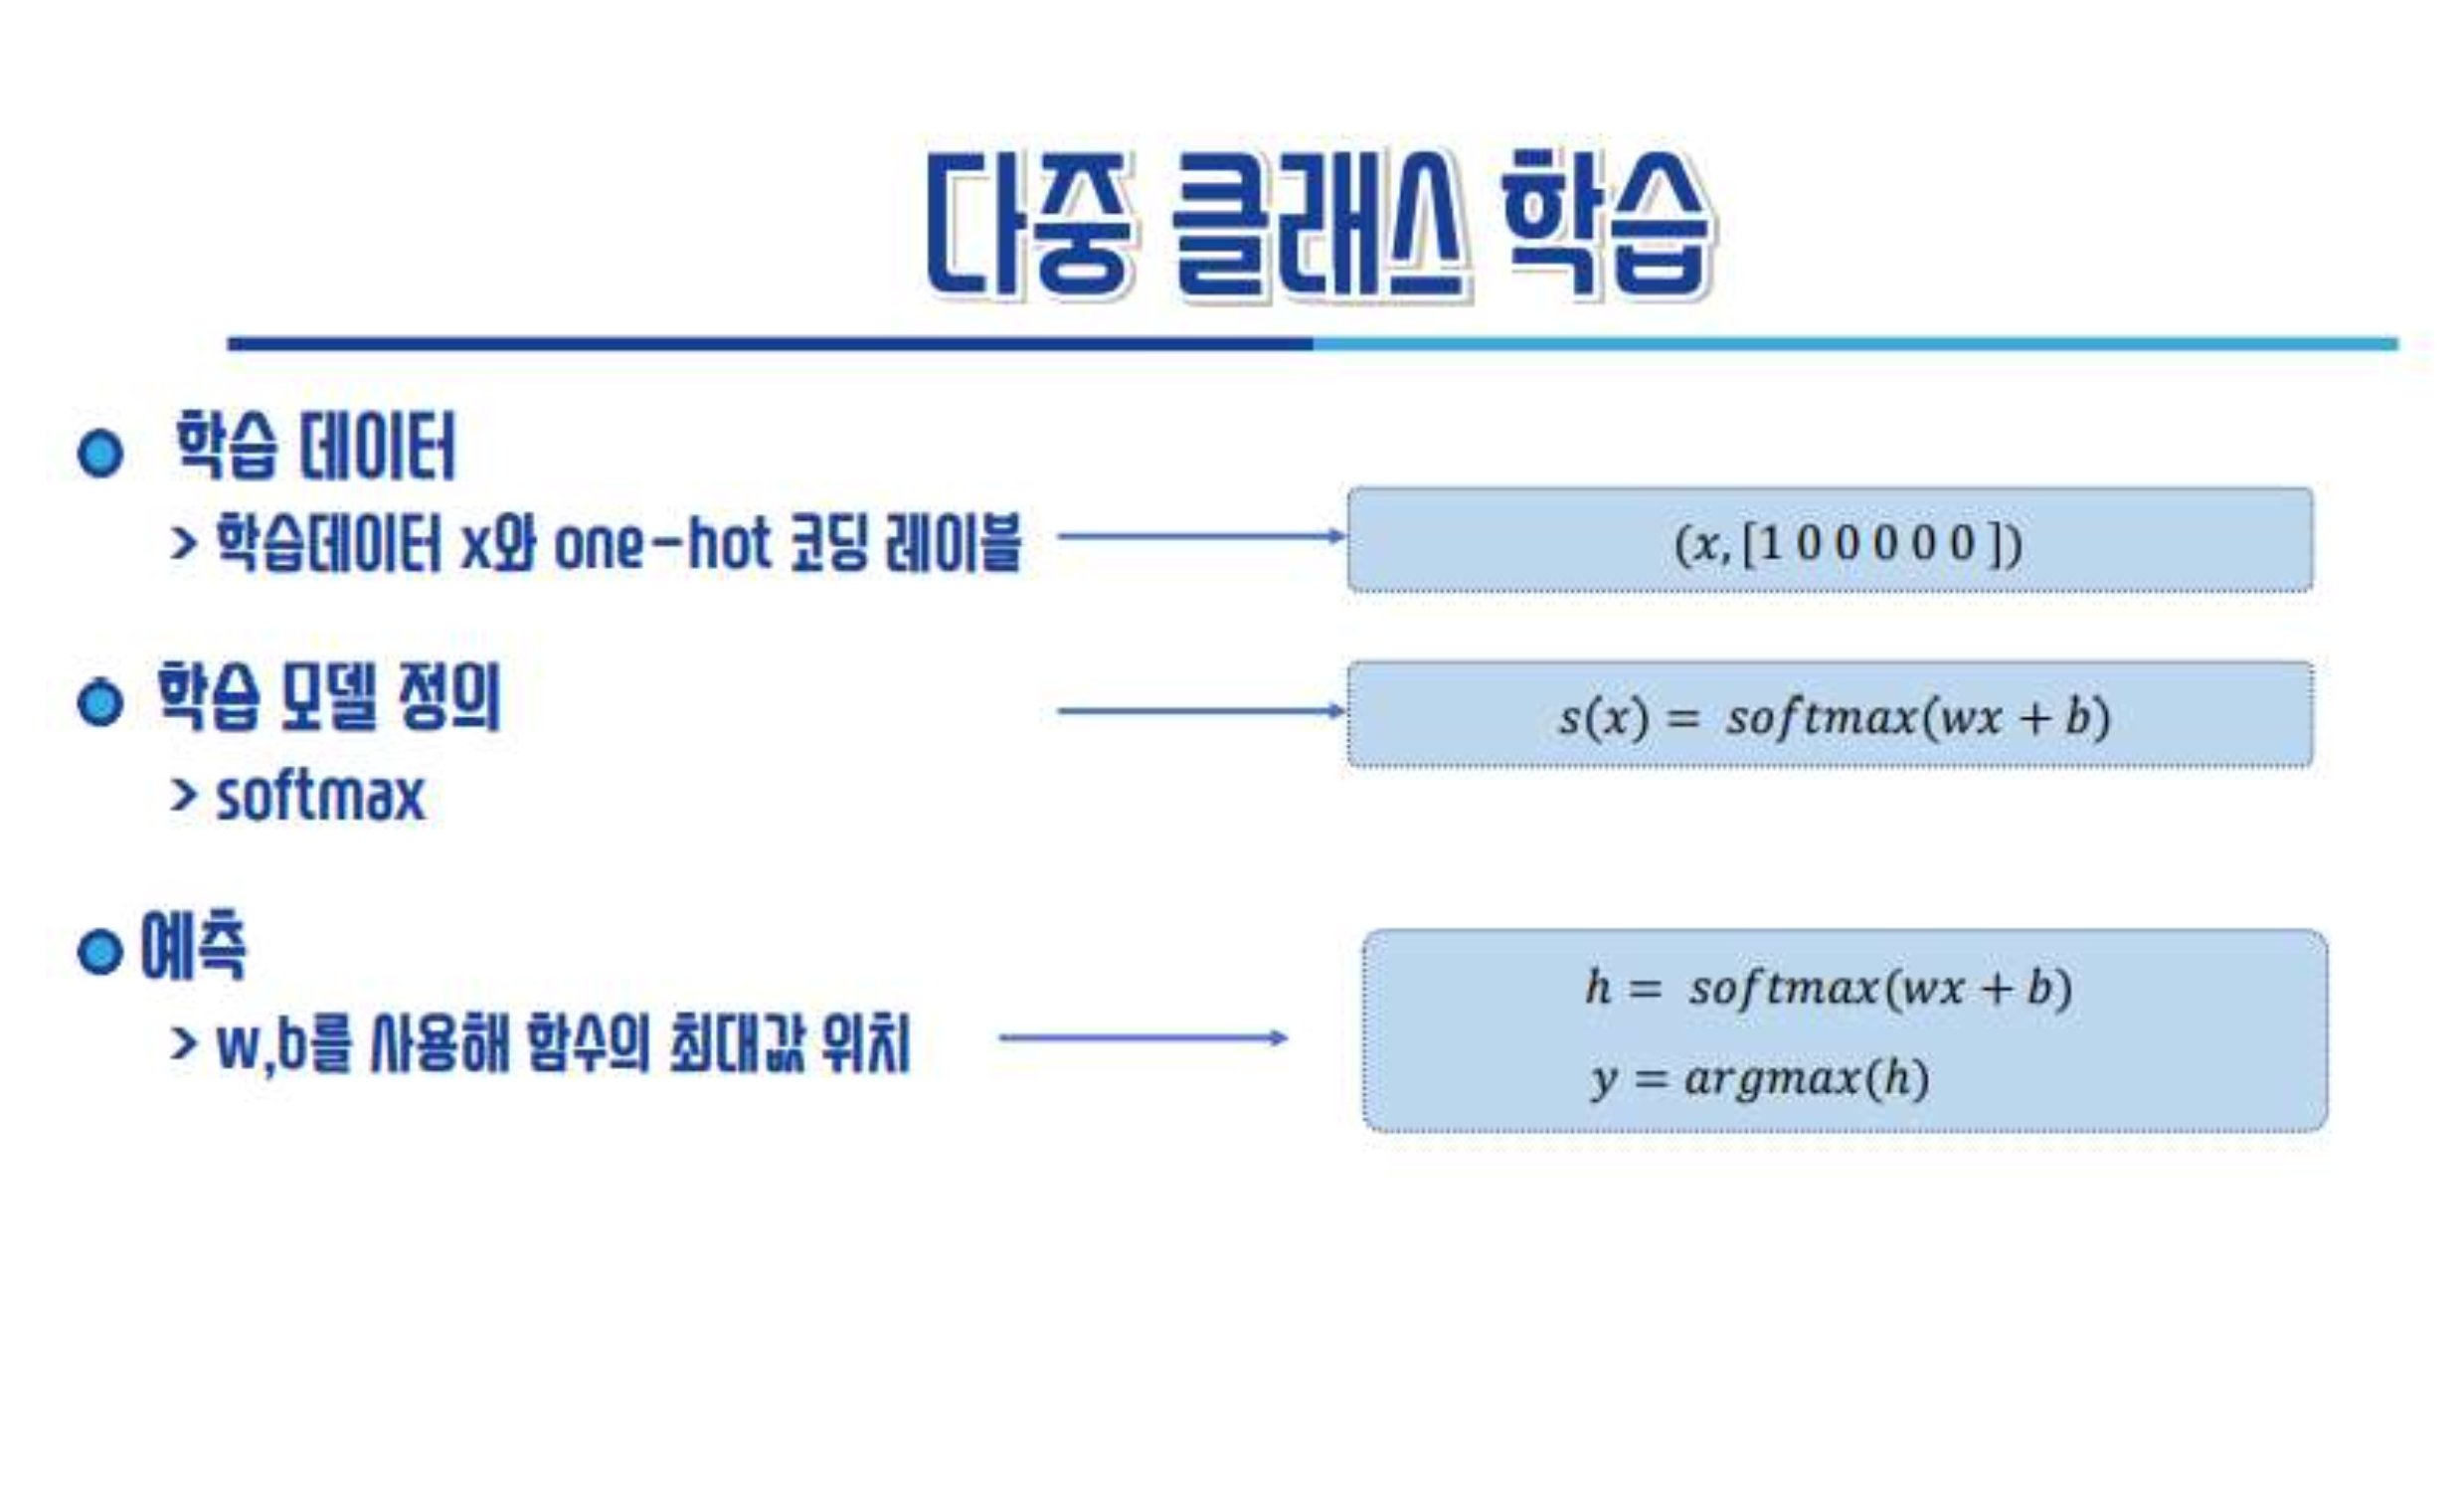 다중 클래스 학습
학습 데이터
> 학습데이터 x와 one-hot 코딩 레이블
(x, [1 0 0 0 0 0 ])
학습 모델 정의
s(x) = softmax(wx + b)
> softmax
예측
> w,b를 사용해 함수의 최대값 위치
h = softmax(wx + b)
y = argmax(h)